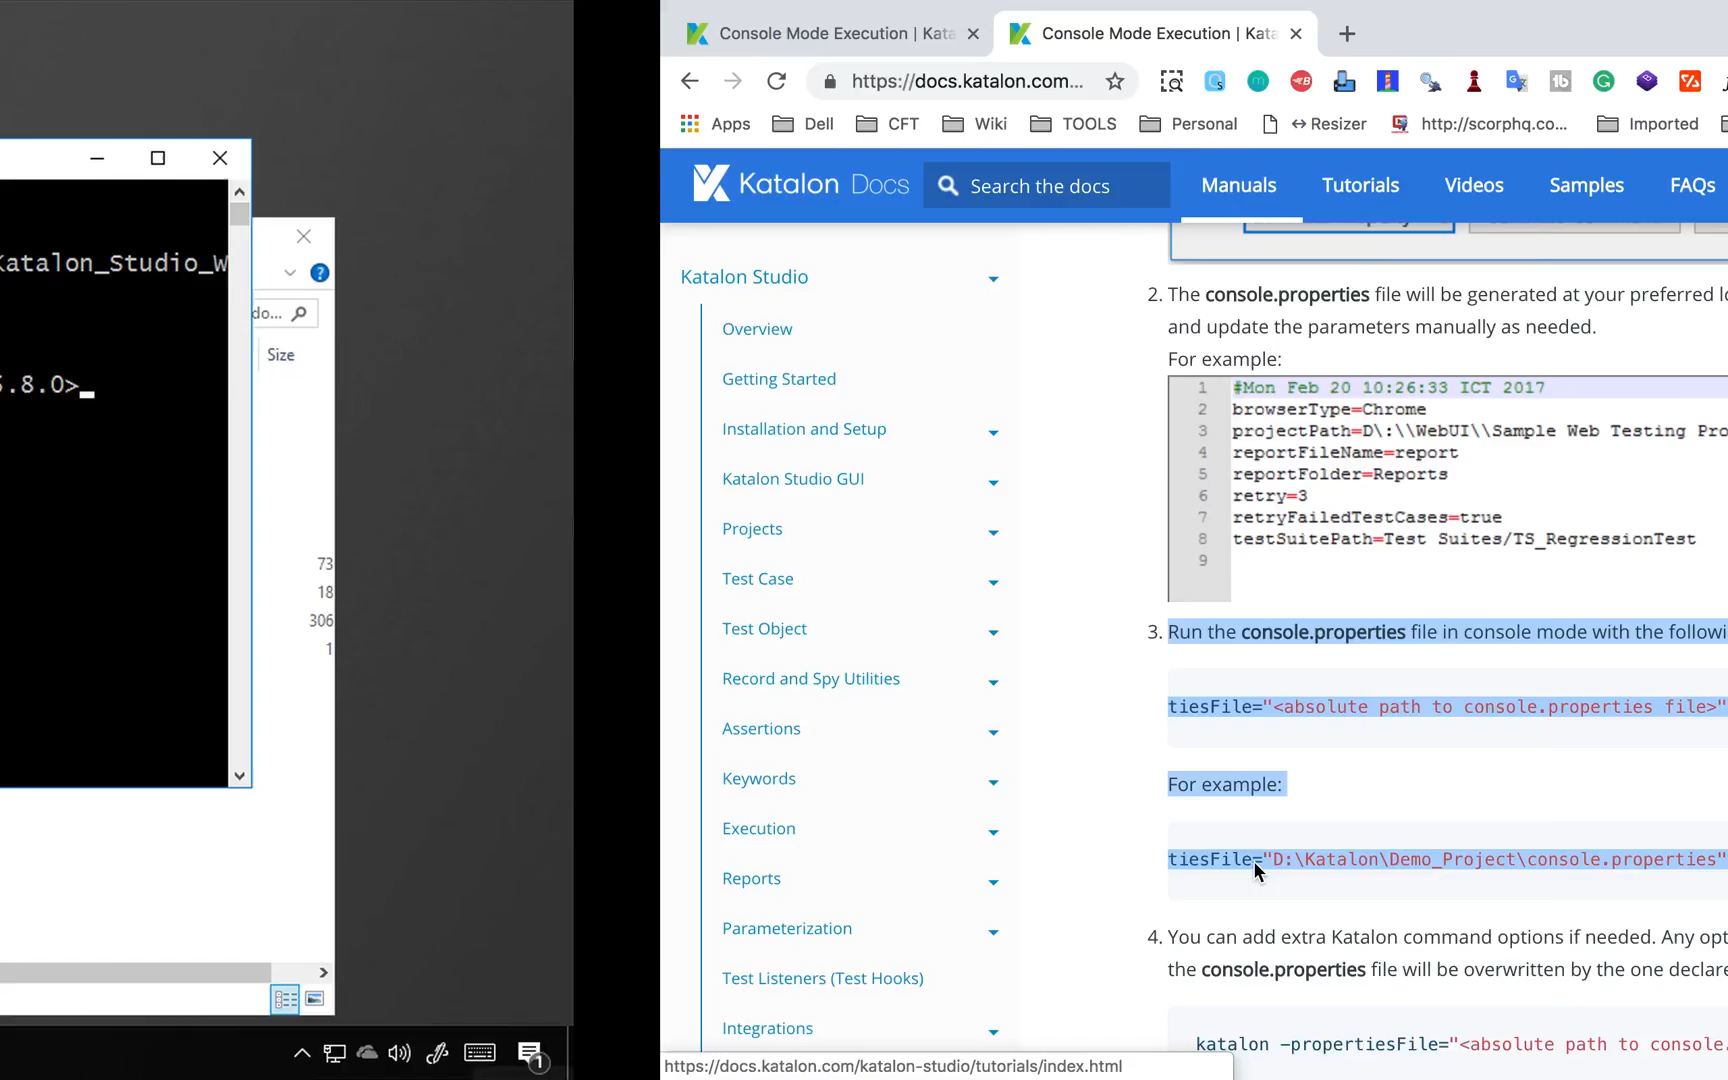 Katalon_Studio_W
5.8.0>
do...
Size
73
18
306
1
1
Console Mode Execution | Kata
Console Mode Execution | Kata
https://docs.katalon.com...
Apps
Dell
CFT
Wiki
TOOLS
Personal
<->Resizer
http://scorphq.co...
Imported
Katalon Docs
Search the docs
Manuals
Tutorials
Videos
Samples
FAQs
Katalon Studio
Overview
Getting Started
Installation and Setup
Katalon Studio GUI
Projects
Test Case
Test Object
Record and Spy Utilities
Assertions
Keywords
Execution
Reports
Parameterization
Test Listeners (Test Hooks)
Integrations
2. The console.properties file will be generated at your preferred lo
and update the parameters manually as needed.
For example:
1 #Mon Feb 20 10:26:33 ICT 2017
2 browserType=Chrome
3 projectPath=D\:\\WebUI\\Sample Web Testing Pro
4 reportFileName=report
5 reportFolder=Reports
6 retry=3
7 retryFailedTestCases=true
8 testSuitePath=Test Suites/TS_RegressionTest
9
3. Run the console.properties file in console mode with the followi
tiesFile="<absolute path to console.properties file>"
For example:
tiesFile="D:\Katalon\Demo_Project\console.properties"
4. You can add extra Katalon command options if needed. Any opt
the console.properties file will be overwritten by the one declare
katalon -propertiesFile="<absolute path to console.
https://docs.katalon.com/katalon-studio/tutorials/index.html